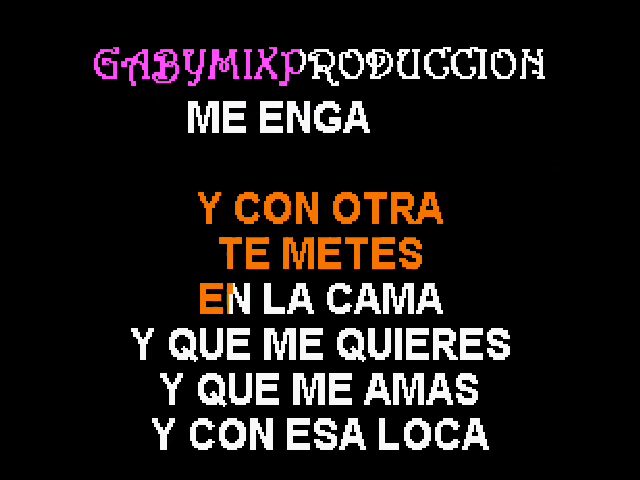 GABYMIXPRODUCCION
ME ENGA
Y CON OTRA
TE METES
EN LA CAMA
Y QUE ME QUIERES
Y QUE ME AMAS
Y CON ESA LOCA